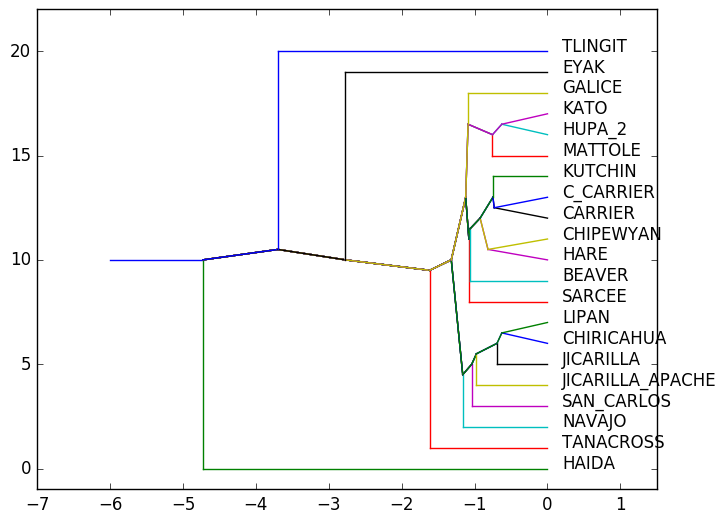 20
15
10
5
0
TLINGIT
EYAK
GALICE
KATO
HUPA_2
MATTOLE
KUTCHIN
C_CARRIER
CARRIER
CHIPEWYAN
HARE
BEAVER
SARCEE
LIPAN
CHIRICAHUA
JICARILLA
JICARILLA_APACHE
SAN_CARLOS
NAVAJO
TANACROSS
HAIDA
−7 −6 −5 −4 −3 −2 −1 0 1